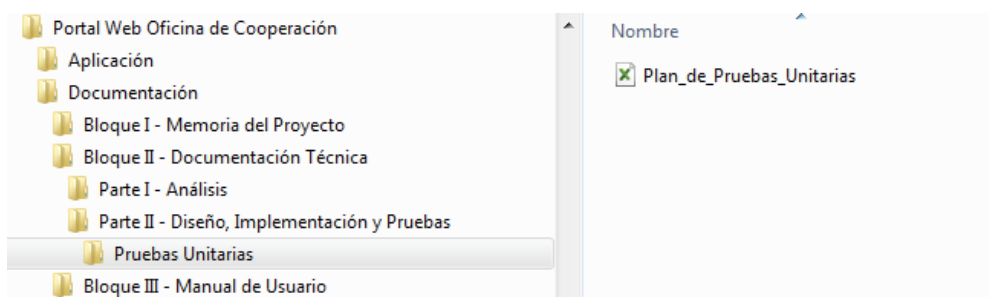 Portal Web Oficina de Cooperación
Aplicación
Documentación
Bloque I - Memoria del Proyecto
Bloque II - Documentación Técnica
Parte I - Análisis
Parte II - Diseño, Implementación y Pruebas
Pruebas Unitarias
Bloque III - Manual de Usuario
Nombre
Plan_de_Pruebas_Unitarias